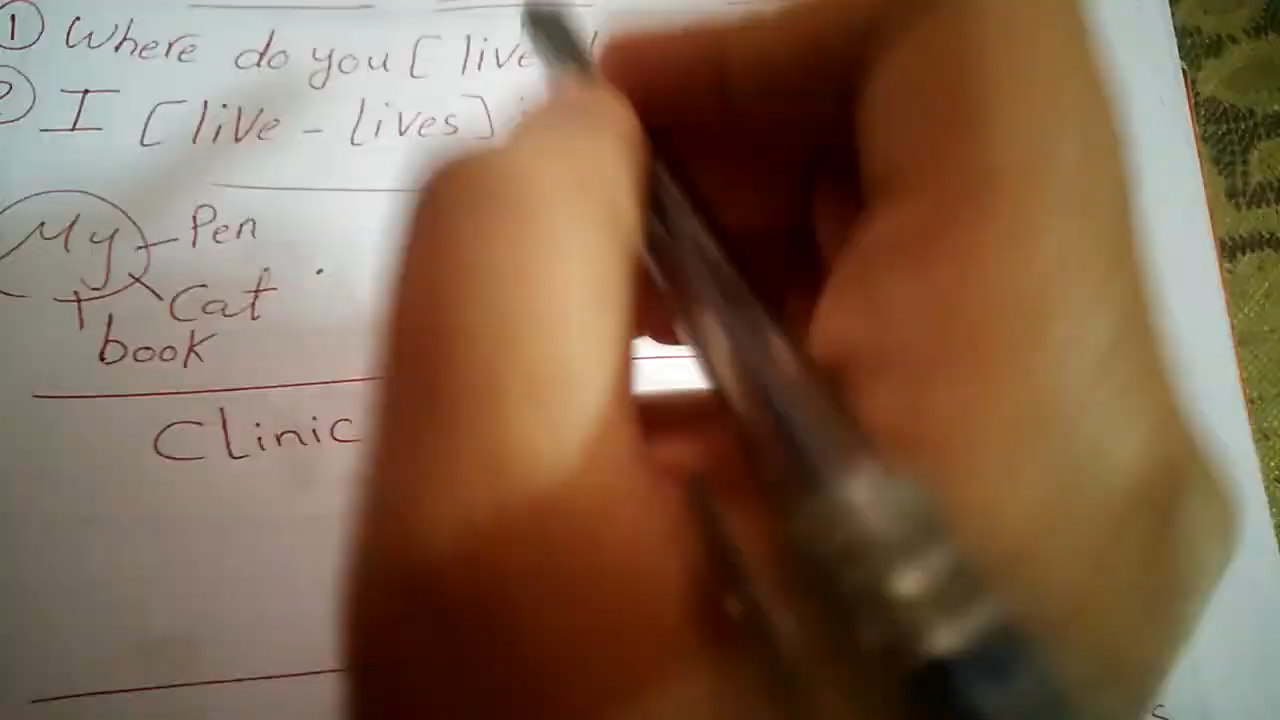 ① Where do you [ live
② I [ live - lives ]
My Pen
Cat
book
Clinic